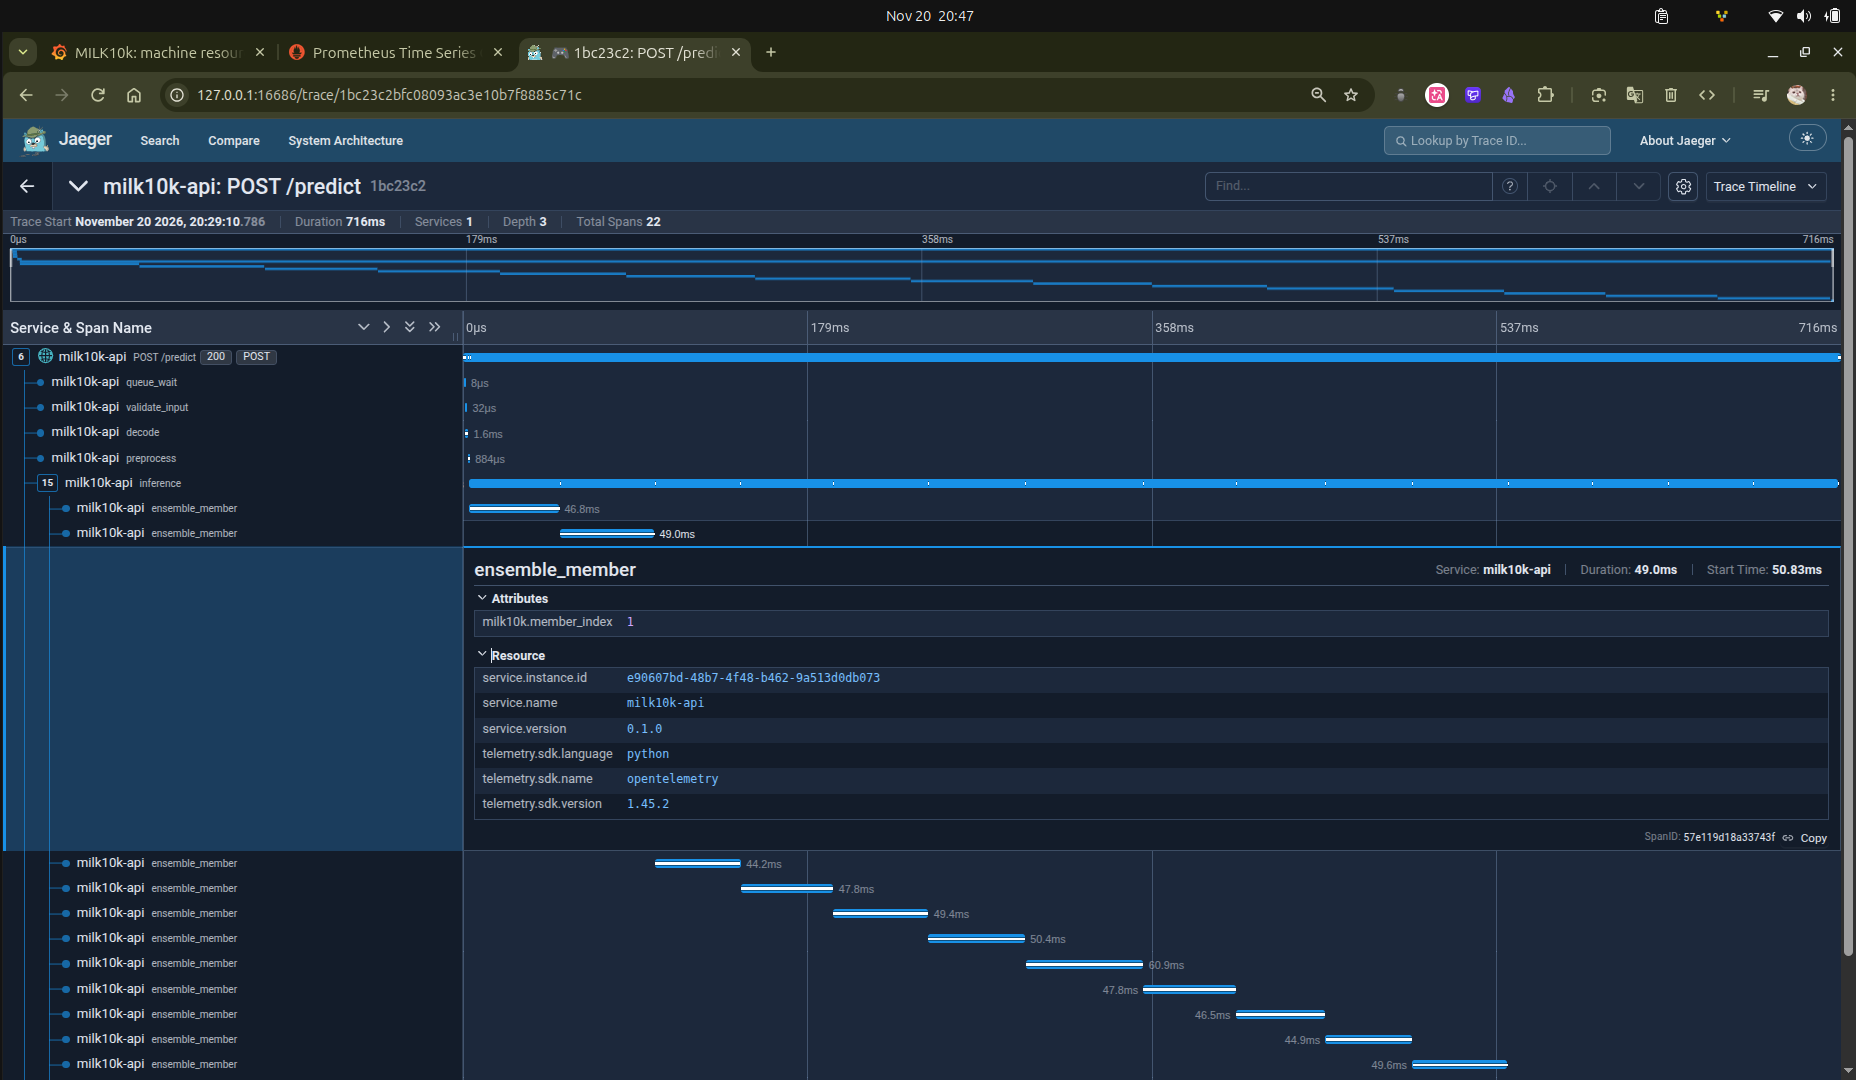 Nov 20 20:47
MILK10k: machine resour
Prometheus Time Series
1bc23c2: POST /predi
127.0.0.1:16686/trace/1bc23c2bfc08093ac3e10b7f8885c71c
Jaeger Search Compare System Architecture Lookup by Trace ID... About Jaeger
milk10k-api: POST /predict 1bc23c2 Find... Trace Timeline
Trace Start November 20 2026, 20:29:10.786 Duration 716ms Services 1 Depth 3 Total Spans 22
0μs 179ms 358ms 537ms 716ms
Service & Span Name 0μs 179ms 358ms 537ms 716ms
6 milk10k-api POST /predict 200 POST
milk10k-api queue_wait 8μs
milk10k-api validate_input 32μs
milk10k-api decode 1.6ms
milk10k-api preprocess 884μs
15 milk10k-api inference
milk10k-api ensemble_member 46.8ms
milk10k-api ensemble_member 49.0ms
ensemble_member Service: milk10k-api Duration: 49.0ms Start Time: 50.83ms
Attributes
milk10k.member_index 1
Resource
service.instance.id e90607bd-48b7-4f48-b462-9a513d0db073
service.name milk10k-api
service.version 0.1.0
telemetry.sdk.language python
telemetry.sdk.name opentelemetry
telemetry.sdk.version 1.45.2
SpanID: 57e119d18a33743f Copy
milk10k-api ensemble_member 44.2ms
milk10k-api ensemble_member 47.8ms
milk10k-api ensemble_member 49.4ms
milk10k-api ensemble_member 50.4ms
milk10k-api ensemble_member 60.9ms
milk10k-api ensemble_member 47.8ms
milk10k-api ensemble_member 46.5ms
milk10k-api ensemble_member 44.9ms
milk10k-api ensemble_member 49.6ms